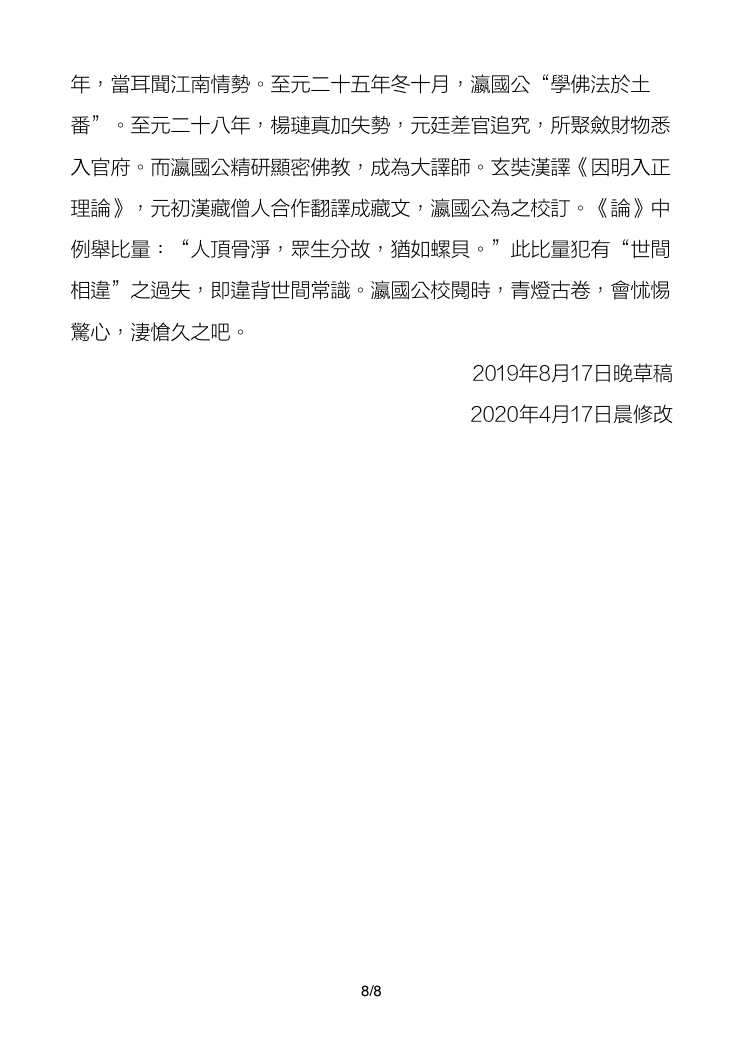 年，當耳聞江南情勢。至元二十五年冬十月，瀛國公“學佛法於土
番”。至元二十八年，楊璉真加失勢，元廷差官追究，所聚斂財物悉
入官府。而瀛國公精研顯密佛教，成為大譯師。玄奘漢譯《因明入正
理論》，元初漢藏僧人合作翻譯成藏文，瀛國公為之校訂。《論》中
例舉比量：“人頂骨淨，眾生分故，猶如螺貝。”此比量犯有“世間
相違”之過失，即違背世間常識。瀛國公校閱時，青燈古卷，會怵惕
驚心，淒愴久之吧。
2019年8月17日晚草稿
2020年4月17日晨修改
8/8